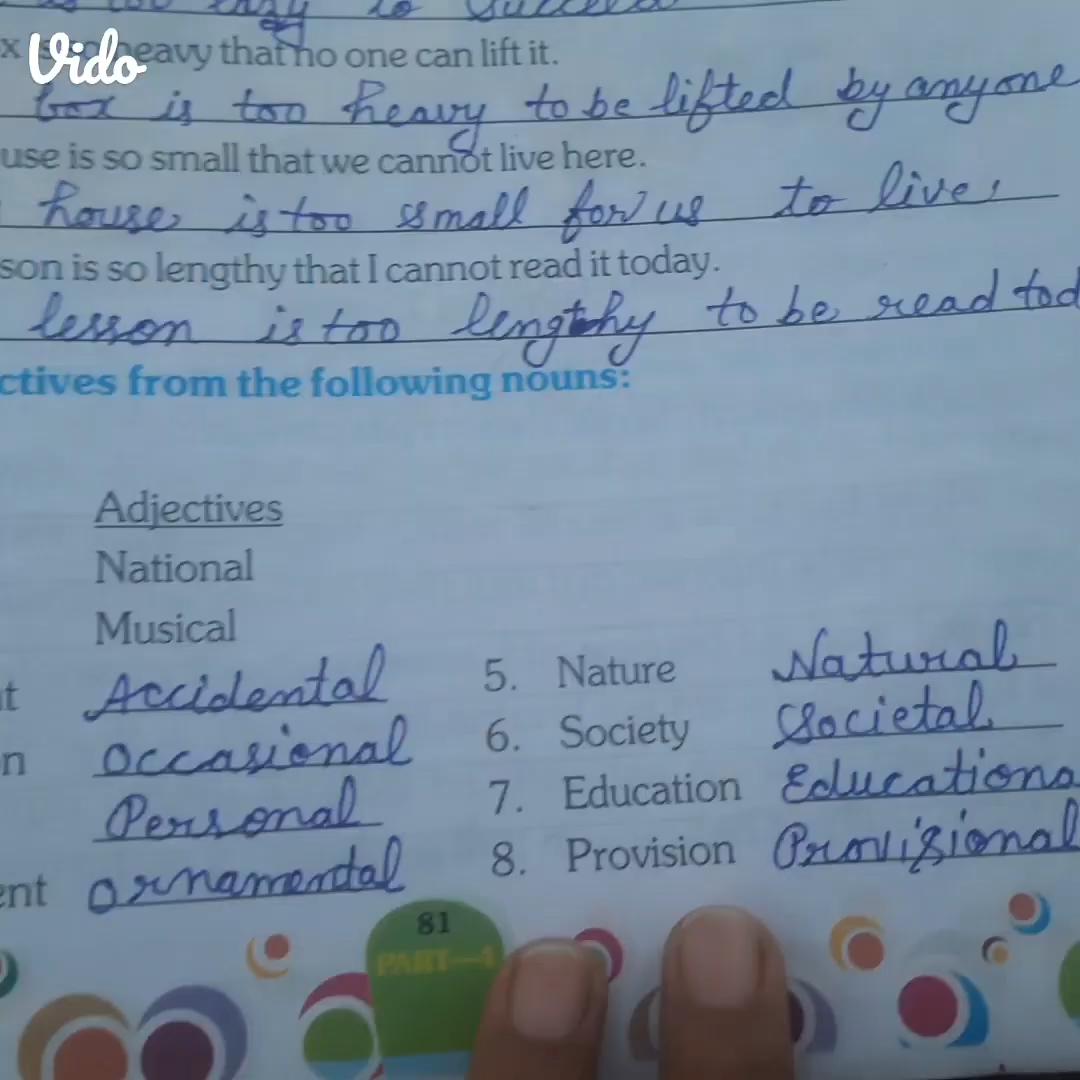 to succeed
Vido
heavy that no one can lift it.
box is too heavy to be lifted by anyone
use is so small that we cannot live here.
house is too small for us to live.
son is so lengthy that I cannot read it today.
lesson is too lengthy to be read tod
ctives from the following nouns:
Adjectives
National
Musical
t Accidental 5. Nature Natural
n Occasional 6. Society Societal
Personal 7. Education Educationa
ent Ornamental 8. Provision Provisional
81
PART—4